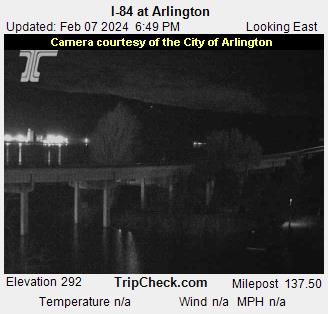 I-84 at Arlington
Updated: Feb 07 2024 6:49 PM Looking East
Camera courtesy of the City of Arlington
Elevation 292 TripCheck.com Milepost 137.50
Temperature n/a Wind n/a MPH n/a